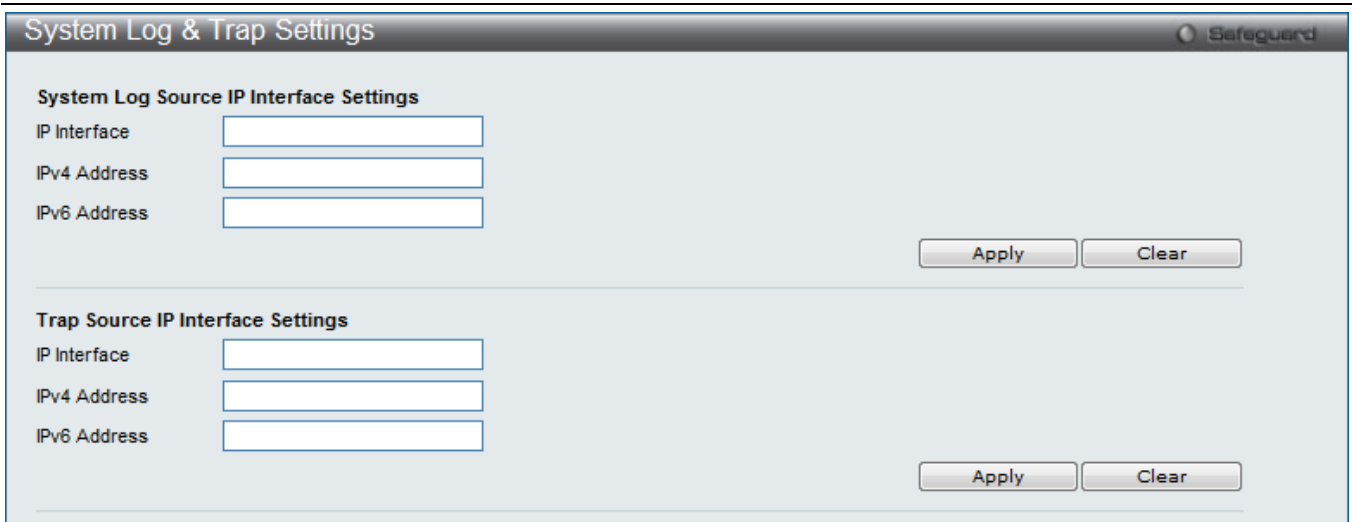 System Log & Trap Settings
Safeguard
System Log Source IP Interface Settings
IP Interface
IPv4 Address
IPv6 Address
Apply Clear
Trap Source IP Interface Settings
IP Interface
IPv4 Address
IPv6 Address
Apply Clear